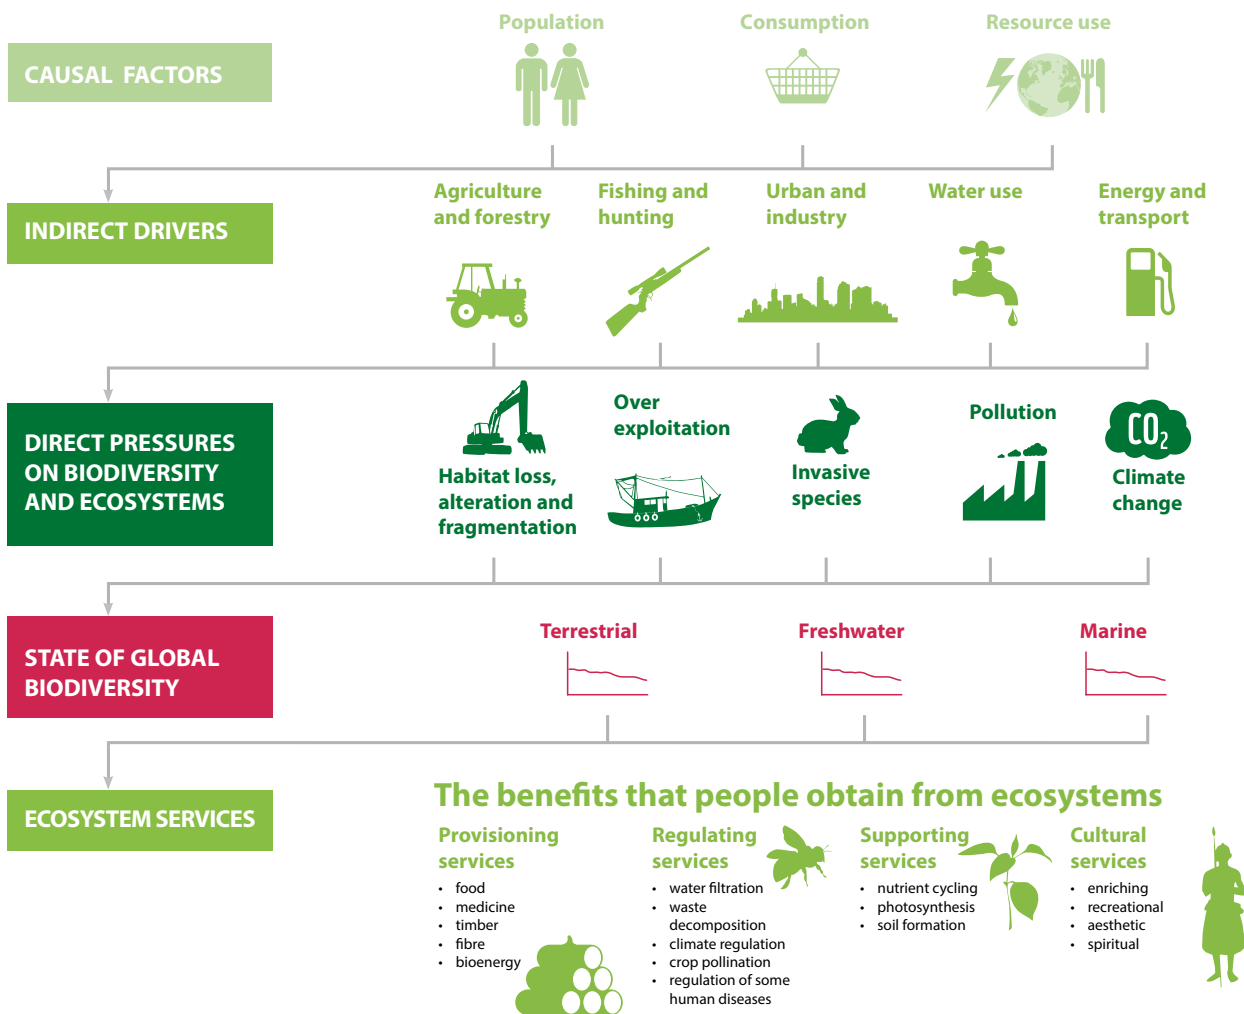 Population
Consumption
Resource use
CAUSAL FACTORS
Agriculture
and forestry
Fishing and
hunting
Urban and
industry
Water use
Energy and
transport
INDIRECT DRIVERS
DIRECT PRESSURES
ON BIODIVERSITY
AND ECOSYSTEMS
Habitat loss,
alteration and
fragmentation
Over
exploitation
Invasive
species
Pollution
CO2
Climate
change
STATE OF GLOBAL
BIODIVERSITY
Terrestrial
Freshwater
Marine
ECOSYSTEM SERVICES
The benefits that people obtain from ecosystems
Provisioning
services
• food
• medicine
• timber
• fibre
• bioenergy
Regulating
services
• water filtration
• waste
decomposition
• climate regulation
• crop pollination
• regulation of some
human diseases
Supporting
services
• nutrient cycling
• photosynthesis
• soil formation
Cultural
services
• enriching
• recreational
• aesthetic
• spiritual